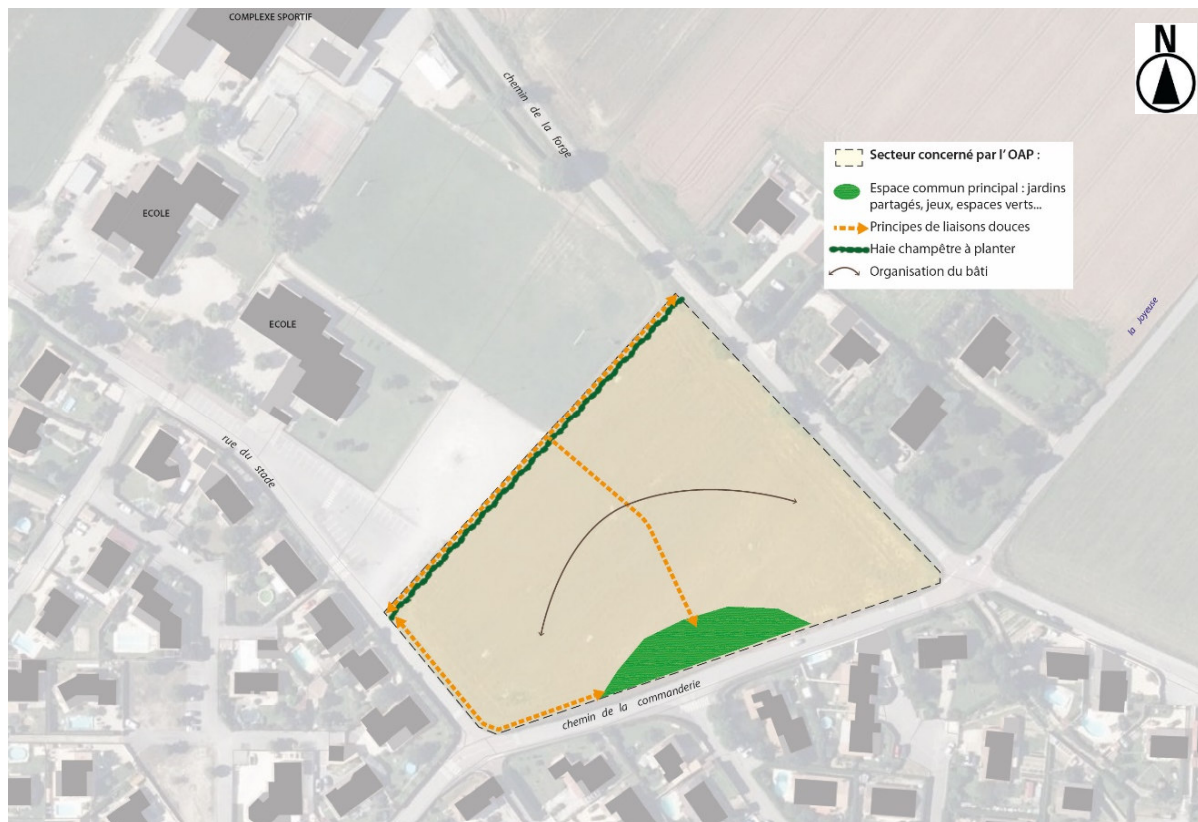 COMPLEXE SPORTIF
N
chemin de la forge
Secteur concerné par l' OAP :
Espace commun principal : jardins
partagés, jeux, espaces verts...
Principes de liaisons douces
Haie champêtre à planter
Organisation du bâti
ECOLE
la Joyeuse
ECOLE
rue du stade
chemin de la commanderie